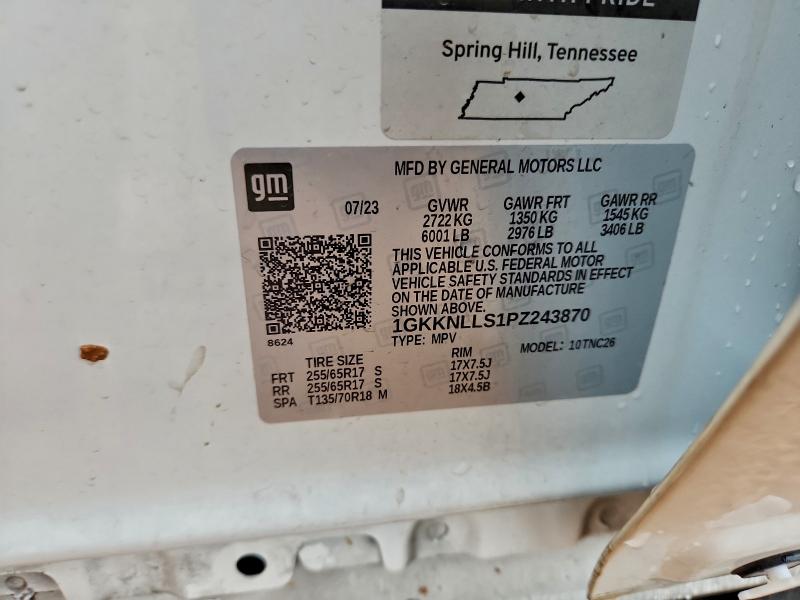 Spring Hill, Tennessee
gm
MFD BY GENERAL MOTORS LLC
07/23 GVWR GAWR FRT GAWR RR
2722 KG 1350 KG 1545 KG
6001 LB 2976 LB 3406 LB
THIS VEHICLE CONFORMS TO ALL
APPLICABLE U.S. FEDERAL MOTOR
VEHICLE SAFETY STANDARDS IN EFFECT
ON THE DATE OF MANUFACTURE
SHOWN ABOVE.
1GKKNLLS1PZ243870
8624
TYPE: MPV MODEL: 10TNC26
TIRE SIZE RIM
FRT 255/65R17 S 17X7.5J
RR 255/65R17 S 17X7.5J
SPA T135/70R18 M 18X4.5B